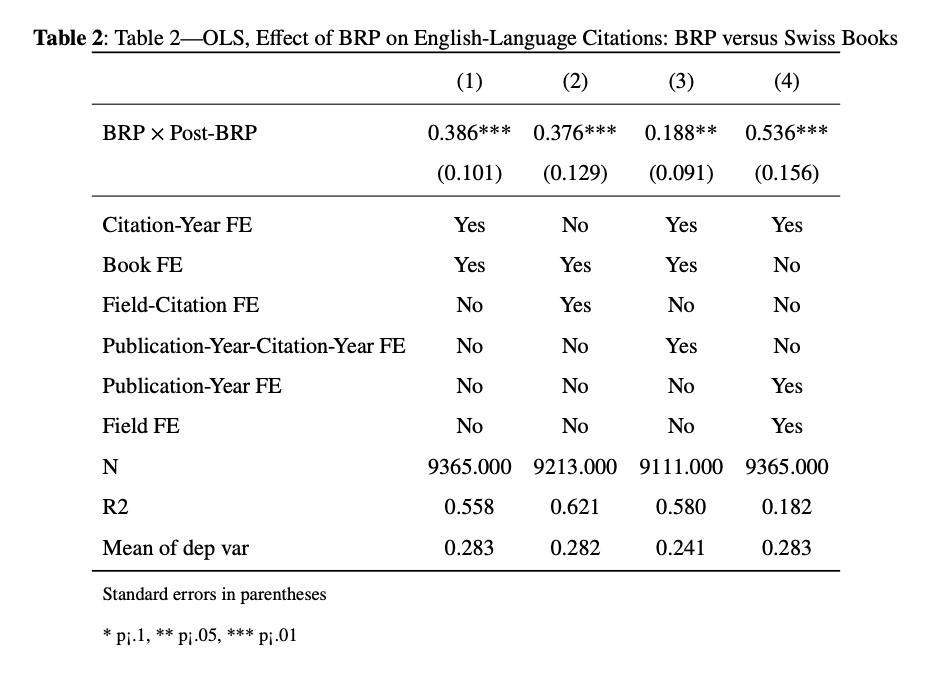 Table 2: Table 2—OLS, Effect of BRP on English-Language Citations: BRP versus Swiss Books
(1) (2) (3) (4)
BRP × Post-BRP 0.386*** 0.376*** 0.188** 0.536***
(0.101) (0.129) (0.091) (0.156)
Citation-Year FE Yes No Yes Yes
Book FE Yes Yes Yes No
Field-Citation FE No Yes No No
Publication-Year-Citation-Year FE No No Yes No
Publication-Year FE No No No Yes
Field FE No No No Yes
N 9365.000 9213.000 9111.000 9365.000
R2 0.558 0.621 0.580 0.182
Mean of dep var 0.283 0.282 0.241 0.283
Standard errors in parentheses
* p¡.1, ** p¡.05, *** p¡.01